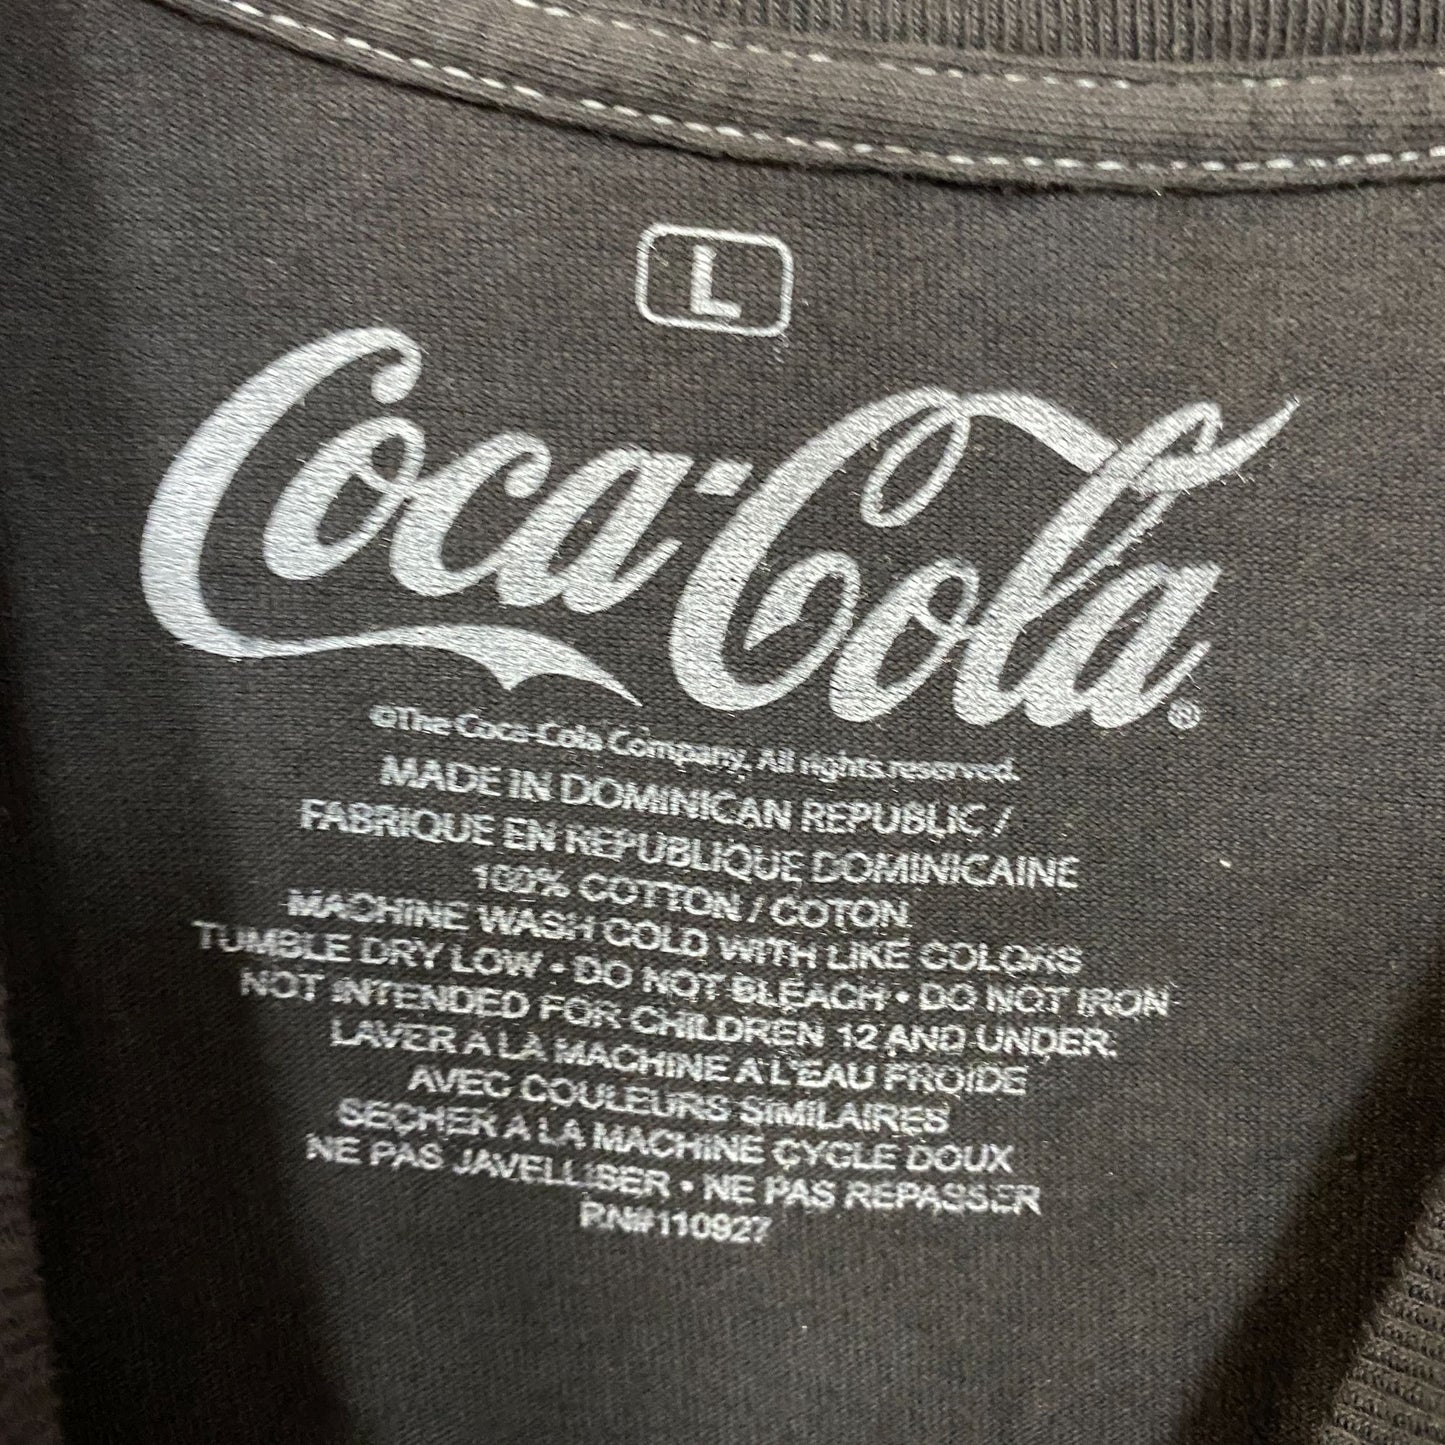 L
Coca-Cola®
©The Coca-Cola Company. All rights reserved.
MADE IN DOMINICAN REPUBLIC /
FABRIQUE EN REPUBLIQUE DOMINICAINE
100% COTTON / COTON
MACHINE WASH COLD WITH LIKE COLORS
TUMBLE DRY LOW • DO NOT BLEACH • DO NOT IRON
NOT INTENDED FOR CHILDREN 12 AND UNDER.
LAVER A LA MACHINE A L'EAU FROIDE
AVEC COULEURS SIMILAIRES
SECHER A LA MACHINE CYCLE DOUX
NE PAS JAVELLISER • NE PAS REPASSER
RN#110927